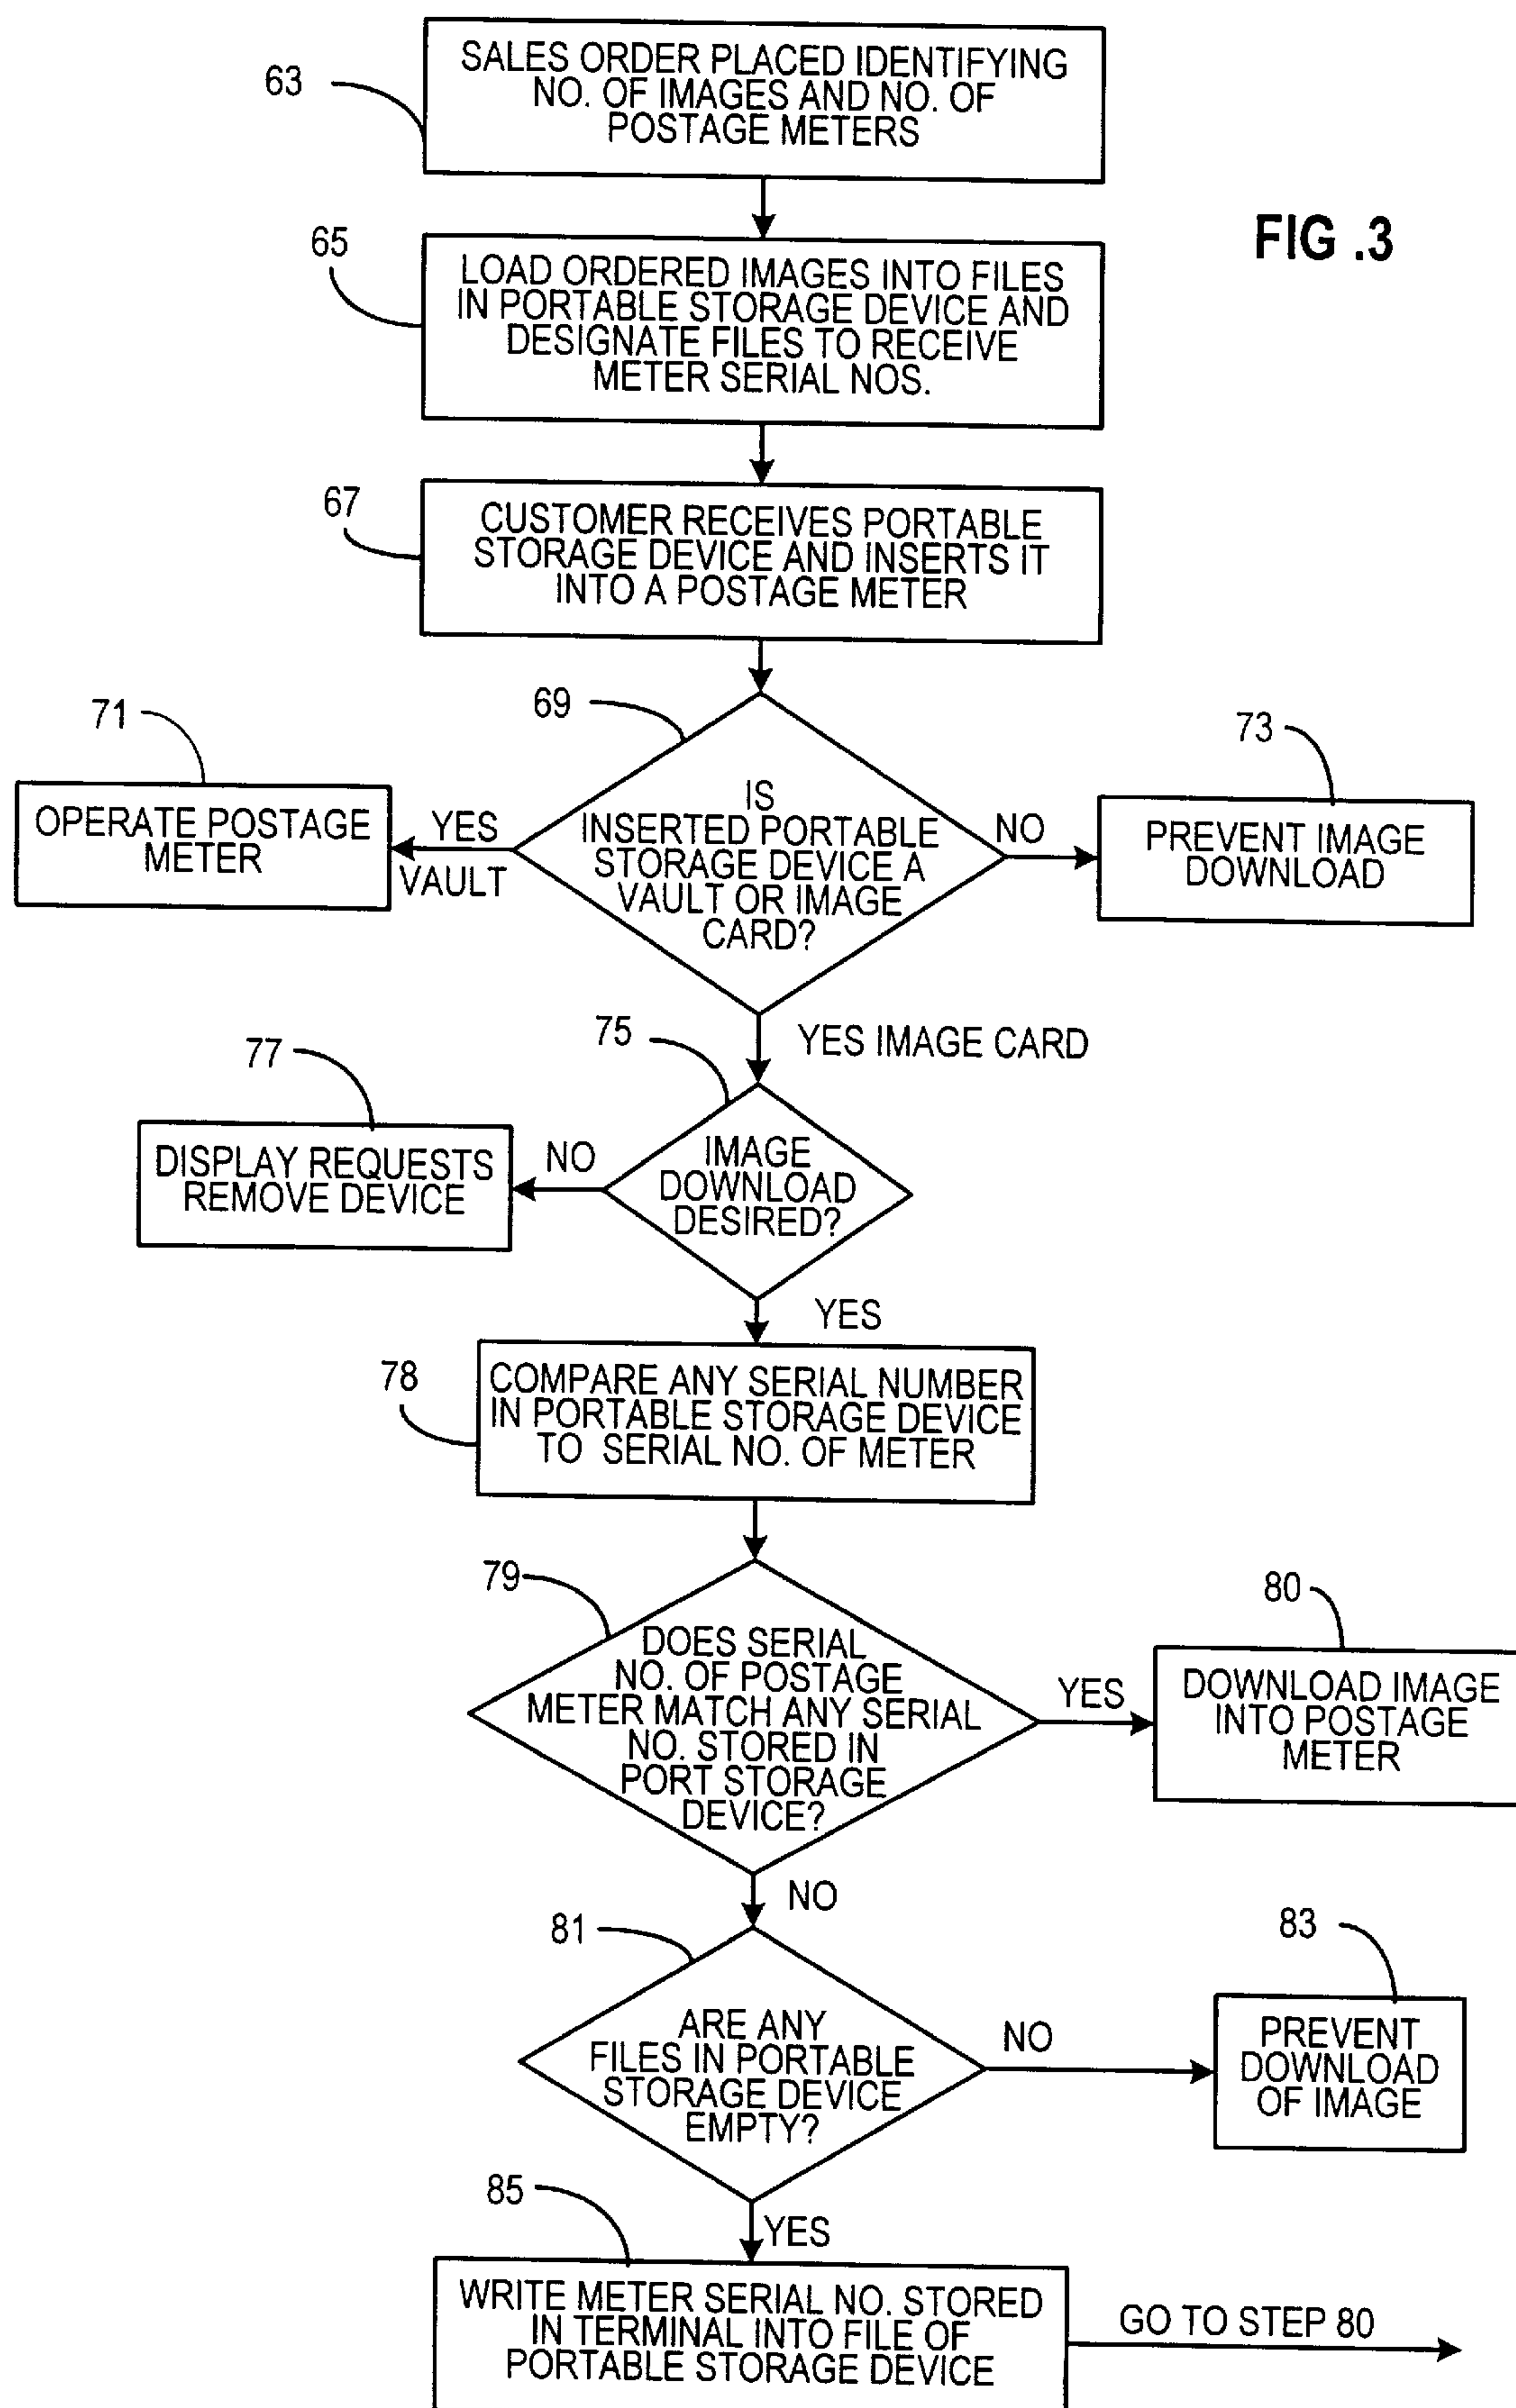 63
SALES ORDER PLACED IDENTIFYING
NO. OF IMAGES AND NO. OF
POSTAGE METERS
FIG .3
65
LOAD ORDERED IMAGES INTO FILES
IN PORTABLE STORAGE DEVICE AND
DESIGNATE FILES TO RECEIVE
METER SERIAL NOS.
67
CUSTOMER RECEIVES PORTABLE
STORAGE DEVICE AND INSERTS IT
INTO A POSTAGE METER
69
IS
INSERTED PORTABLE
STORAGE DEVICE A
VAULT OR IMAGE
CARD?
71
OPERATE POSTAGE
METER
YES
VAULT
NO
73
PREVENT IMAGE
DOWNLOAD
YES IMAGE CARD
75
IMAGE
DOWNLOAD
DESIRED?
NO
77
DISPLAY REQUESTS
REMOVE DEVICE
YES
78
COMPARE ANY SERIAL NUMBER
IN PORTABLE STORAGE DEVICE
TO SERIAL NO. OF METER
79
DOES SERIAL
NO. OF POSTAGE
METER MATCH ANY SERIAL
NO. STORED IN
PORT STORAGE
DEVICE?
YES
80
DOWNLOAD IMAGE
INTO POSTAGE
METER
NO
81
ARE ANY
FILES IN PORTABLE
STORAGE DEVICE
EMPTY?
NO
83
PREVENT
DOWNLOAD
OF IMAGE
YES
85
WRITE METER SERIAL NO. STORED
IN TERMINAL INTO FILE OF
PORTABLE STORAGE DEVICE
GO TO STEP 80